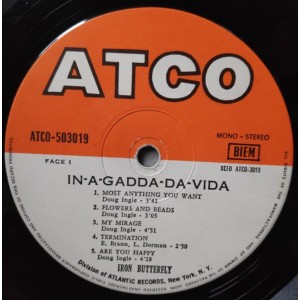 ATCO
ATCO-503019
MONO - STEREO
BIEM
FACE 1
XEFD ATCO-3019
IN-A-GADDA-DA-VIDA
1 MOST ANYTHING YOU WANT
Doug Ingle - 3'41
2 FLOWERS AND BEADS
Doug Ingle - 3'05
3 MY MIRAGE
Doug Ingle - 4'51
4 TERMINATION
E. Brann, L. Dorman - 2'50
5 ARE YOU HAPPY
Doug Ingle - 4'28
IRON BUTTERFLY
Division of ATLANTIC RECORDS, New York, N. Y.